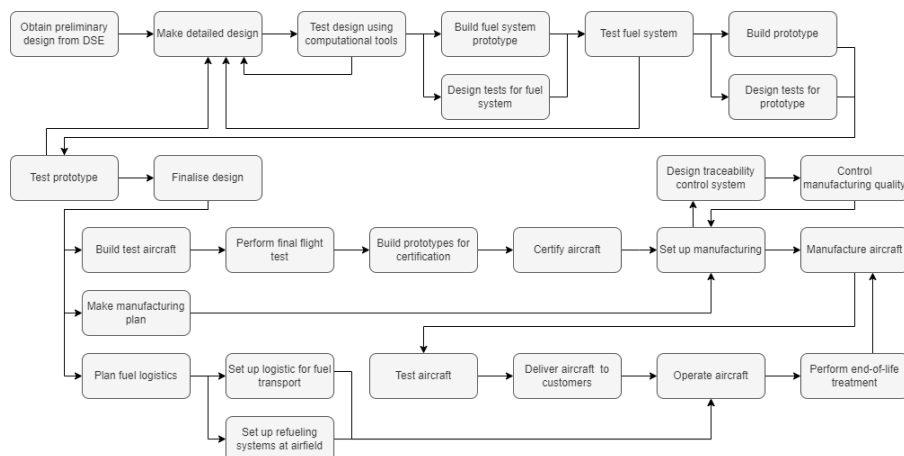 Obtain preliminary
design from DSE
Make detailed design
Test design using
computational tools
Build fuel system
prototype
Design tests for fuel
system
Test fuel system
Build prototype
Design tests for
prototype
Test prototype
Finalise design
Design traceability
control system
Control
manufacturing quality
Build test aircraft
Perform final flight
test
Build prototypes for
certification
Certify aircraft
Set up manufacturing
Manufacture aircraft
Make manufacturing
plan
Plan fuel logistics
Set up logistic for fuel
transport
Set up refueling
systems at airfield
Test aircraft
Deliver aircraft to
customers
Operate aircraft
Perform end-of-life
treatment